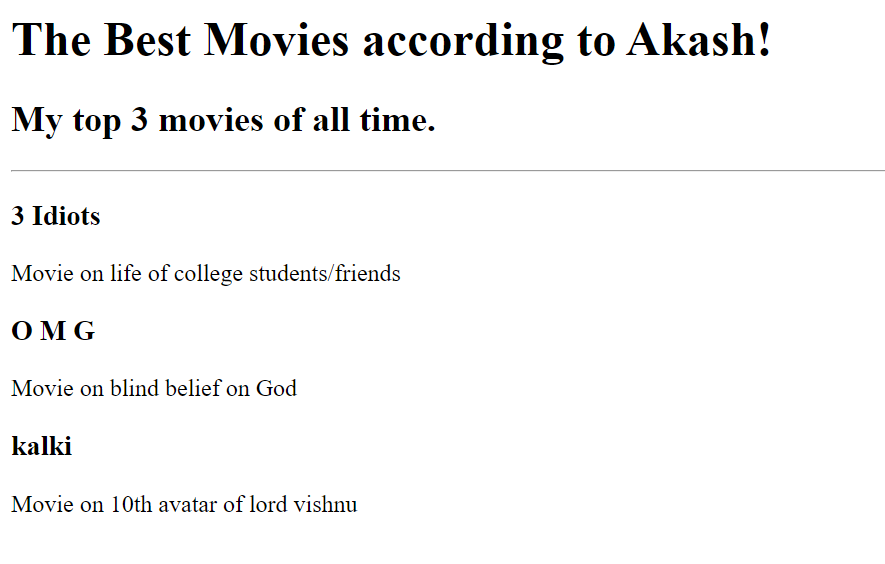 The Best Movies according to Akash!
My top 3 movies of all time.
3 Idiots
Movie on life of college students/friends
O M G
Movie on blind belief on God
kalki
Movie on 10th avatar of lord vishnu